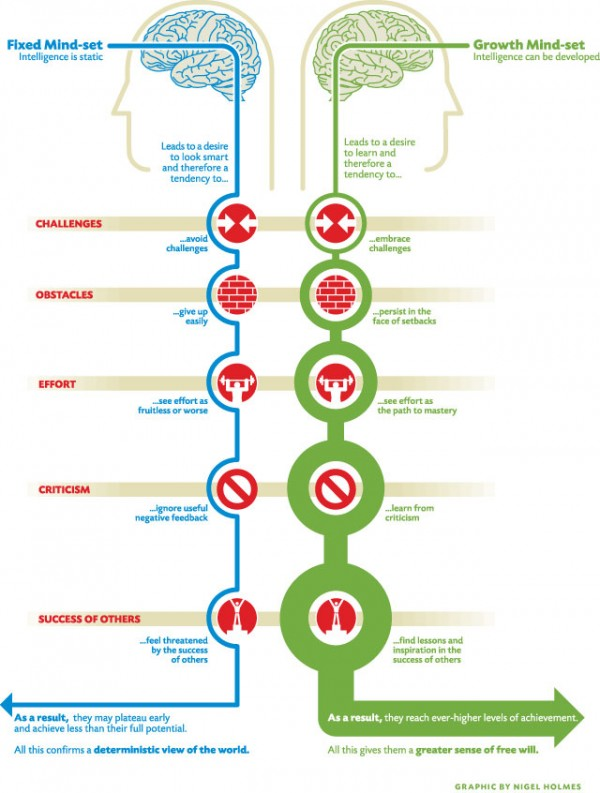 Fixed Mind-set
Intelligence is static
Growth Mind-set
Intelligence can be developed
Leads to a desire
to look smart
and therefore a
tendency to...
Leads to a desire
to learn and
therefore a
tendency to...
CHALLENGES
...avoid
challenges
...embrace
challenges
OBSTACLES
...give up
easily
...persist in the
face of setbacks
EFFORT
...see effort as
fruitless or worse
...see effort as
the path to mastery
CRITICISM
...ignore useful
negative feedback
...learn from
criticism
SUCCESS OF OTHERS
...feel threatened
by the success
of others
...find lessons and
inspiration in the
success of others
As a result, they may plateau early
and achieve less than their full potential.
All this confirms a deterministic view of the world.
As a result, they reach ever-higher levels of achievement.
All this gives them a greater sense of free will.
GRAPHIC BY NIGEL HOLMES